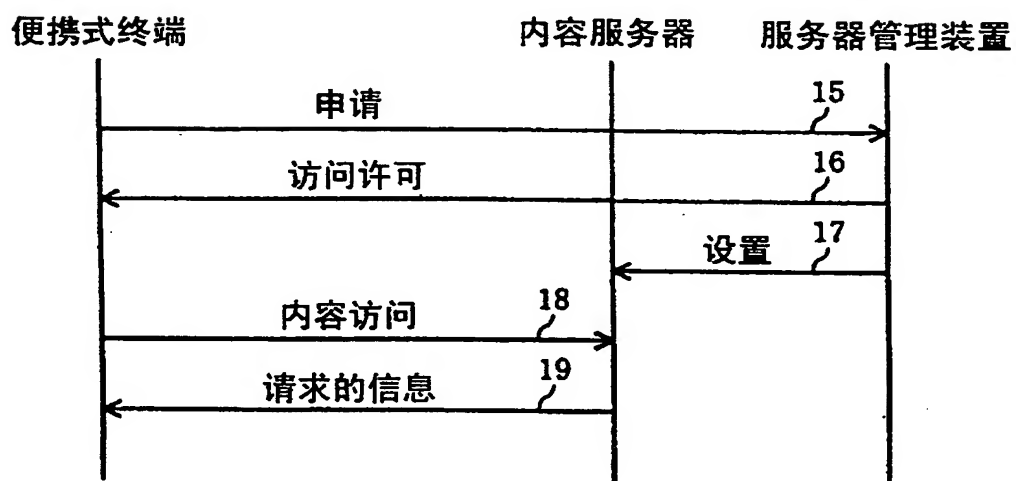 便携式终端 内容服务器 服务器管理装置
申请 15
访问许可 16
设置 17
内容访问 18
请求的信息 19